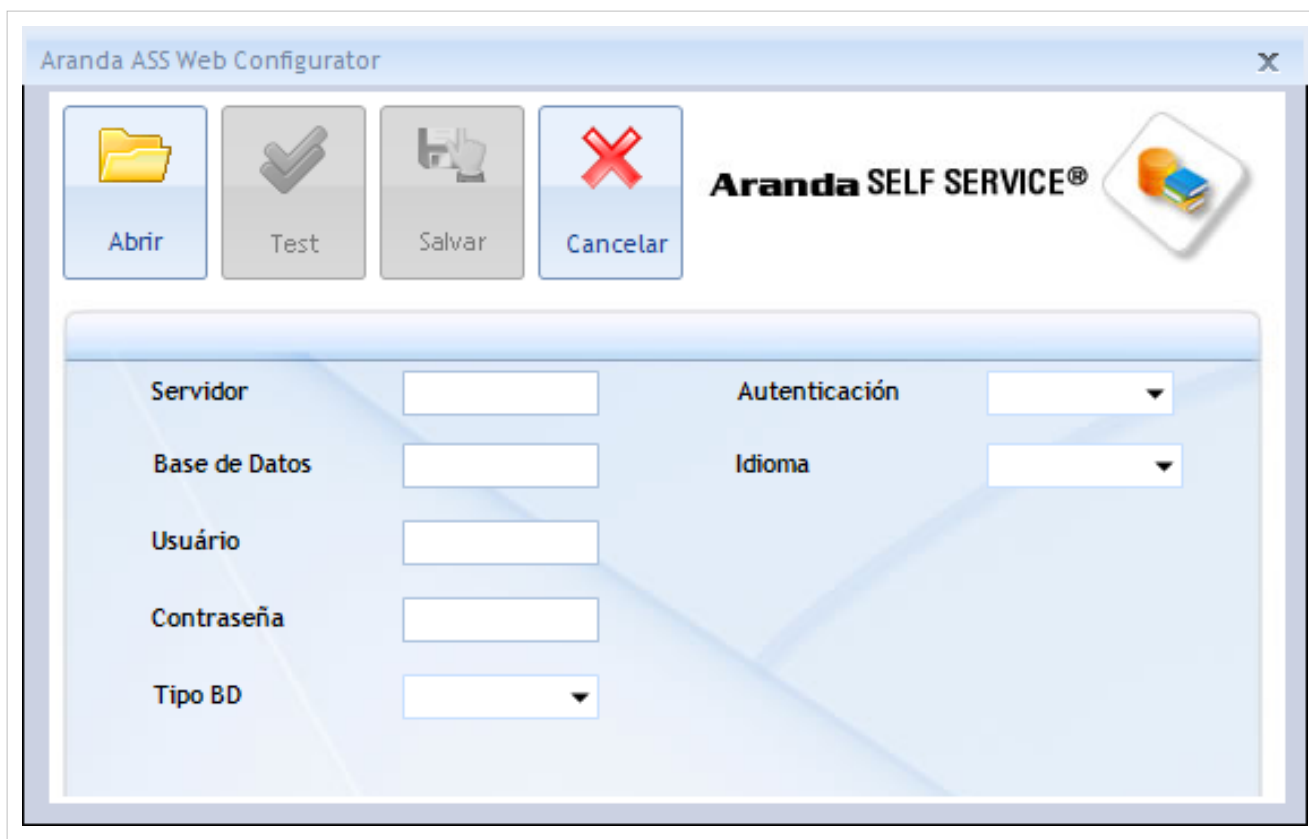 Aranda ASS Web Configurator
x
Abrir
Test
Salvar
Cancelar
Aranda SELF SERVICE®
Servidor
Autenticación
Base de Datos
Idioma
Usuário
Contraseña
Tipo BD